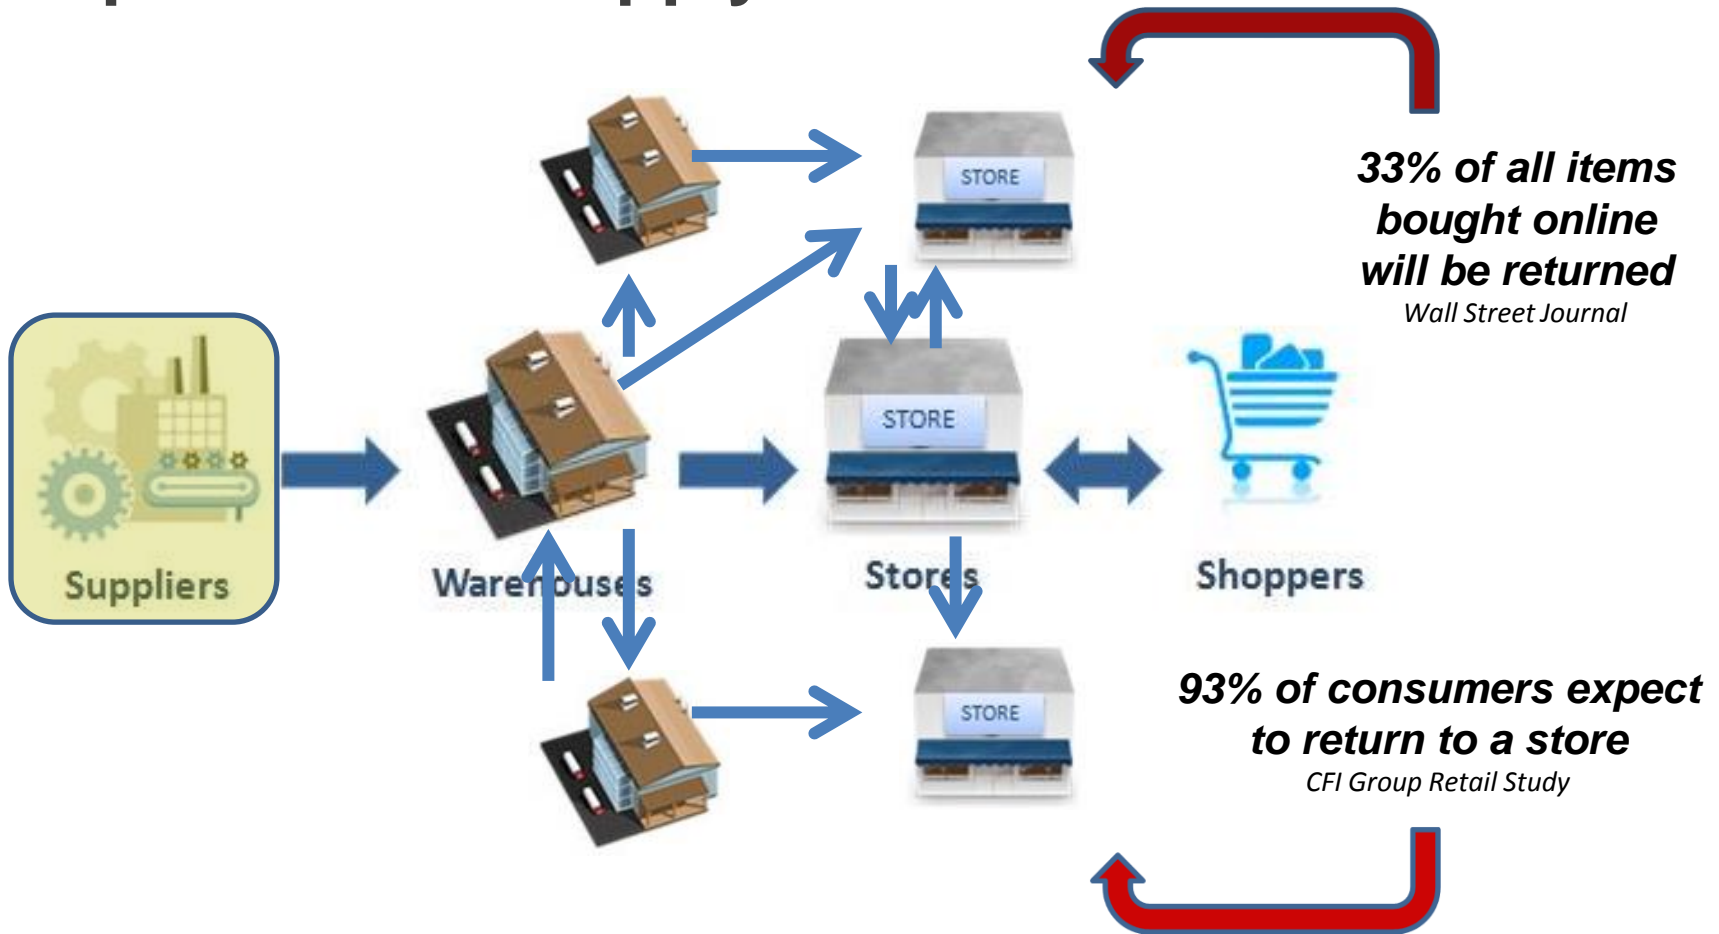 STORE
33% of all items
bought online
will be returned
Wall Street Journal
STORE
Suppliers
Warehouses
Stores
Shoppers
STORE
93% of consumers expect
to return to a store
CFI Group Retail Study